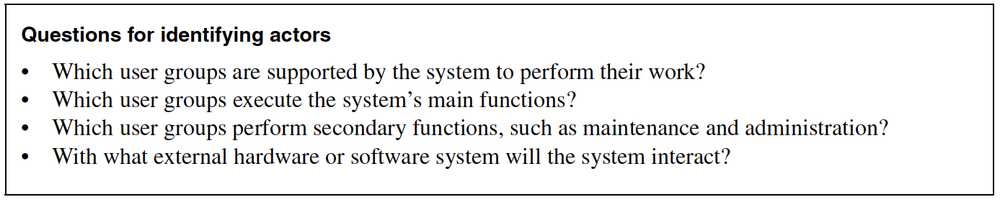 Questions for identifying actors
• Which user groups are supported by the system to perform their work?
• Which user groups execute the system’s main functions?
• Which user groups perform secondary functions, such as maintenance and administration?
• With what external hardware or software system will the system interact?